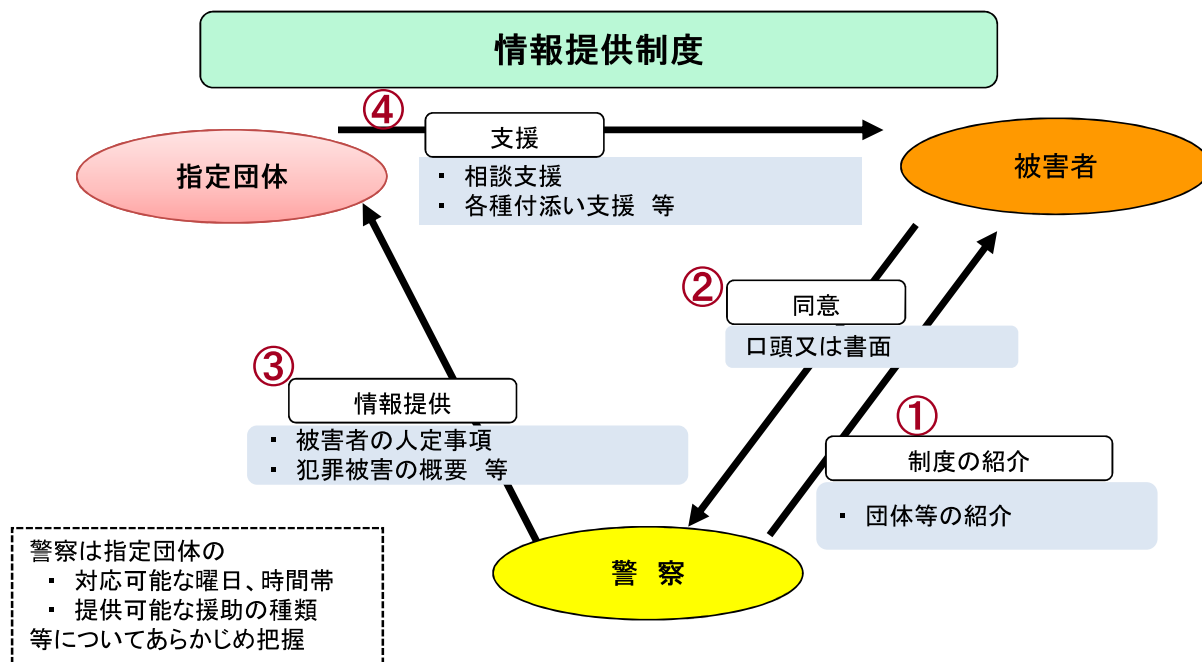 情報提供制度
④
支援
指定団体
被害者
・ 相談支援
・ 各種付添い支援 等
②
同意
口頭又は書面
③
情報提供
・ 被害者の人定事項
・ 犯罪被害の概要 等
①
制度の紹介
・ 団体等の紹介
警 察
警察は指定団体の
・ 対応可能な曜日、時間帯
・ 提供可能な援助の種類
等についてあらかじめ把握